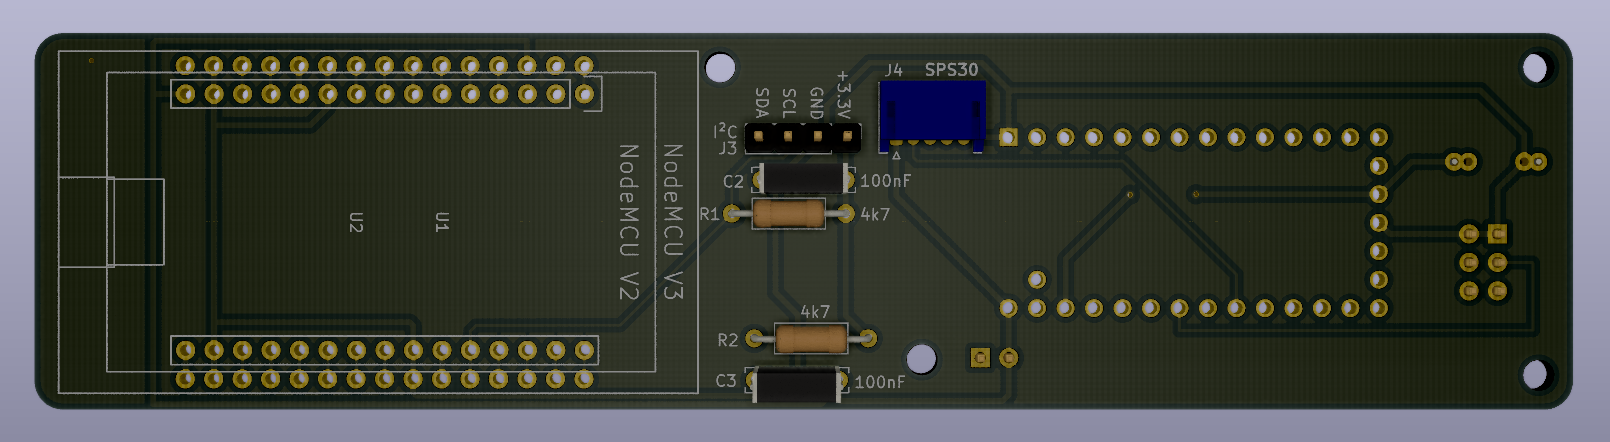 J4 SPS30
SDA
SCL
GND
+3.3V
I²C
J3
C2 100nF
R1 4k7
NodeMCU V3
NodeMCU V2
U2
U1
4k7
R2
C3 100nF